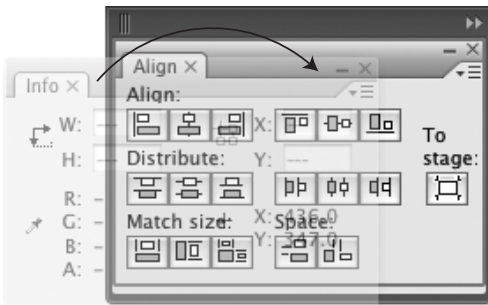 Align ×
Info ×
Align:
W: ---
X:
H: ---
Distribute:
Y: ---
To
stage:
R: -
G: -
B: -
A: -
Match size:
Space:
X: 436.0
Y: 347.0